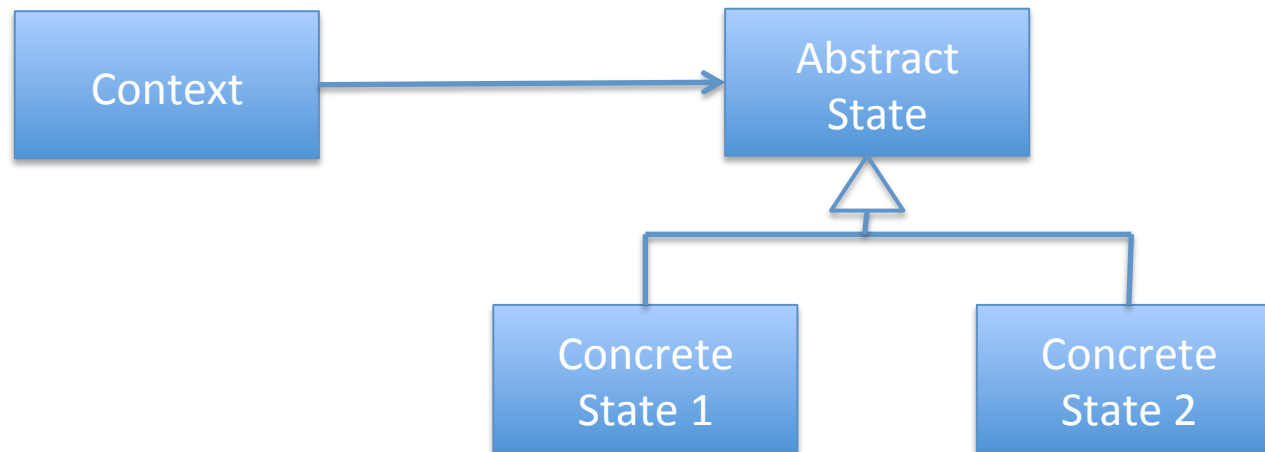 Context
Abstract
State
Concrete
State 1
Concrete
State 2